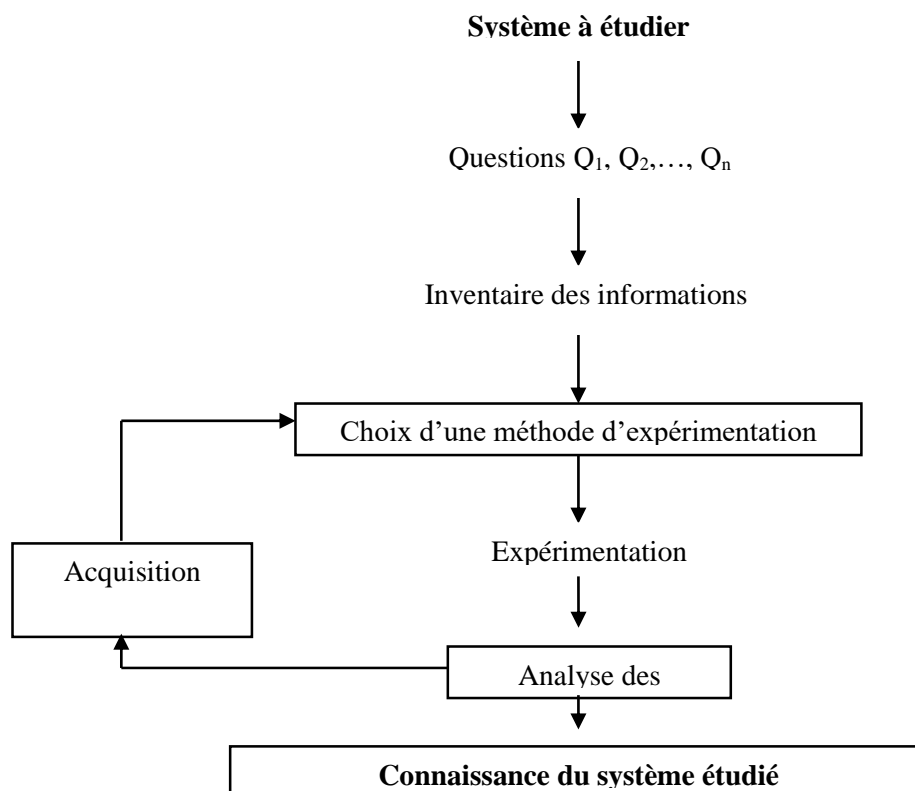 Système à étudier
Questions Q₁, Q₂,…, Qₙ
Inventaire des informations
Choix d’une méthode d’expérimentation
Expérimentation
Acquisition
Analyse des
Connaissance du système étudié